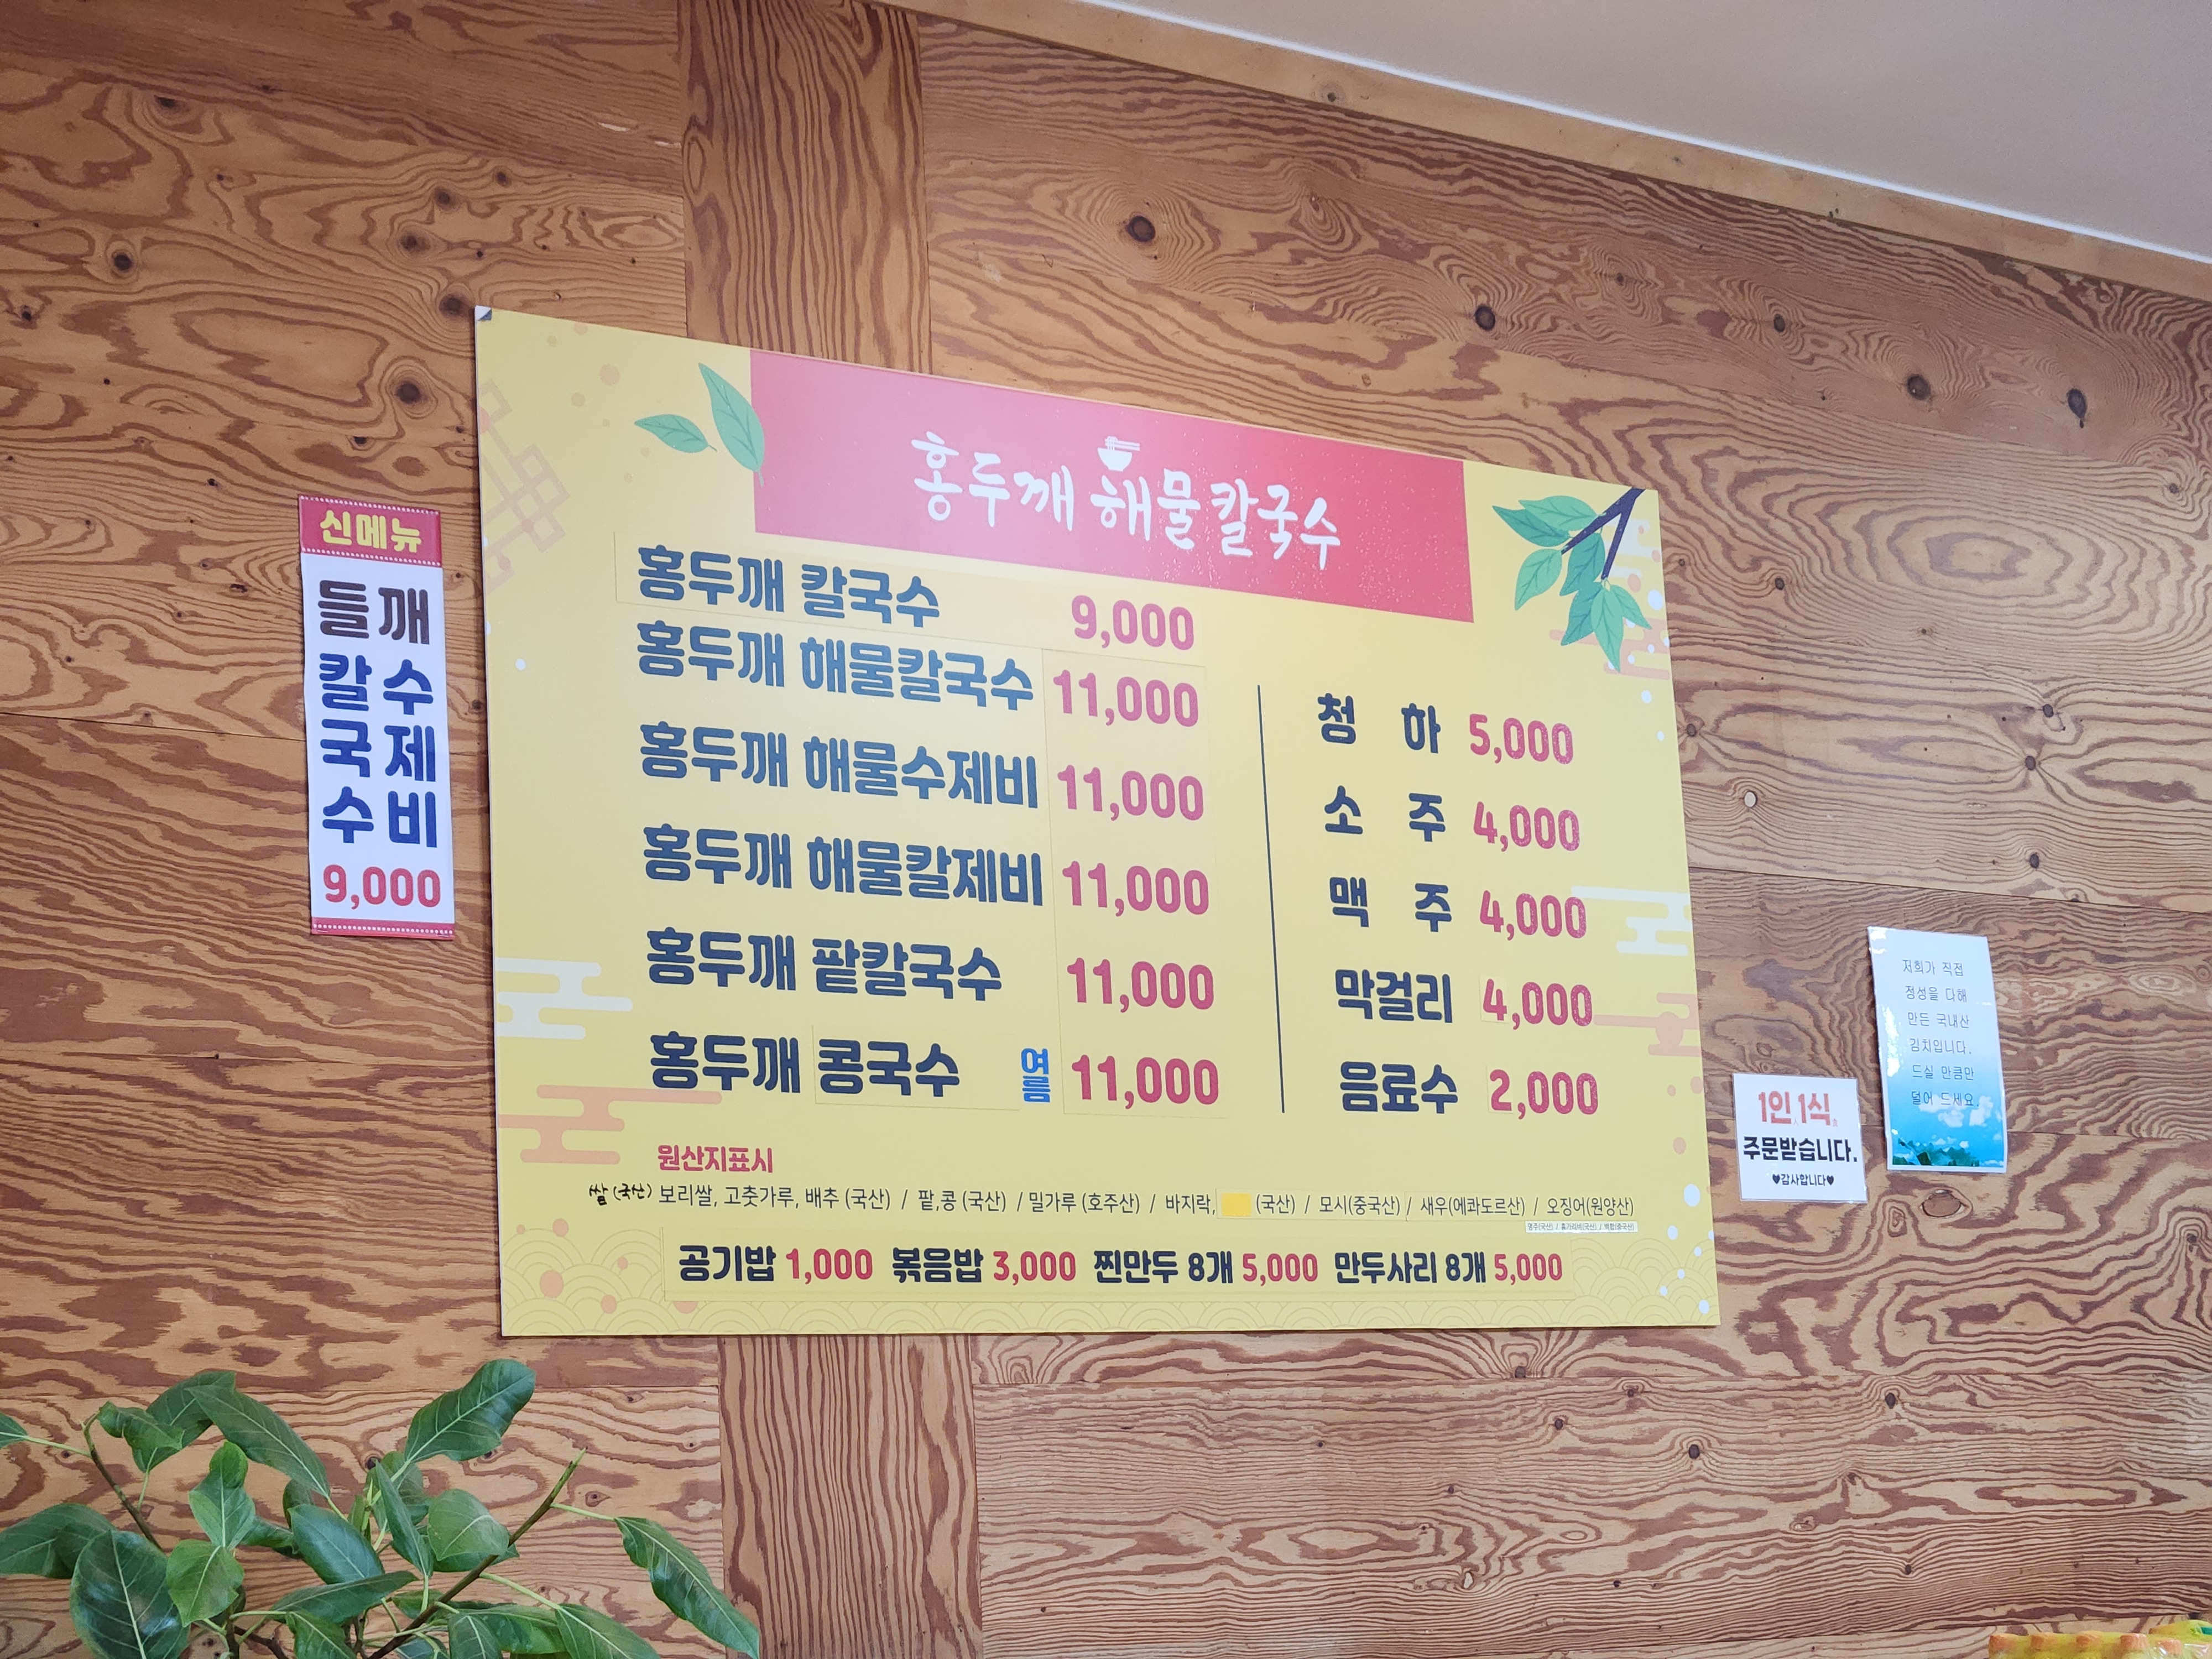 신메뉴
들깨
칼국수
수제비
9,000
홍두깨 해물칼국수
홍두깨 칼국수 9,000
홍두깨 해물칼국수 11,000
홍두깨 해물수제비 11,000
홍두깨 해물칼제비 11,000
홍두깨 팥칼국수 11,000
홍두깨 콩국수 여름 11,000
청 하 5,000
소 주 4,000
맥 주 4,000
막걸리 4,000
음료수 2,000
원산지표시
쌀(국산) 보리쌀, 고춧가루, 배추 (국산) / 팥,콩 (국산) / 밀가루 (호주산) / 바지락, (국산) / 모시(중국산) / 새우(에콰도르산) / 오징어(원양산)
공기밥 1,000 볶음밥 3,000 찐만두 8개 5,000 만두사리 8개 5,000
1인 1식
주문받습니다.
♥감사합니다♥
저희가 직접
정성을 다해
만든 국내산
김치입니다.
드실 만큼만
덜어 드세요.